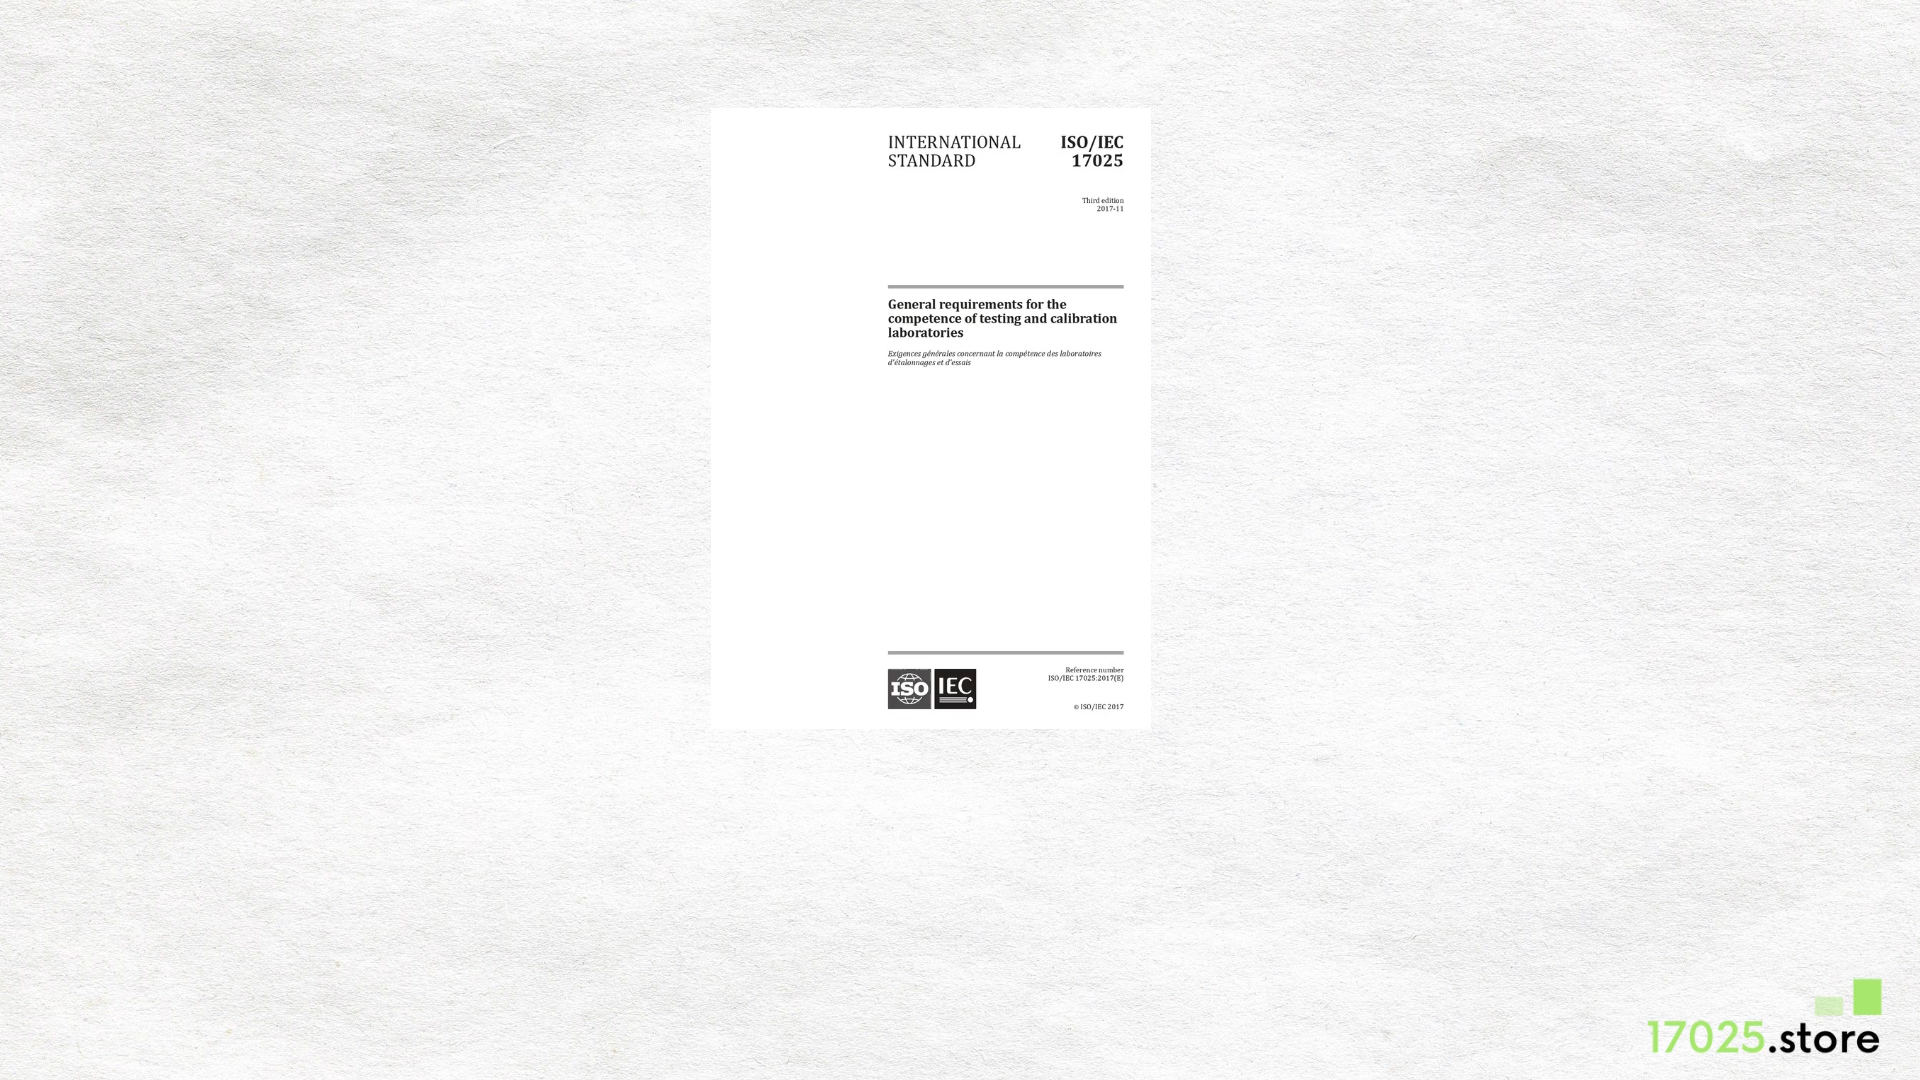 INTERNATIONAL STANDARD
ISO/IEC 17025
Third edition
2017-11
General requirements for the
competence of testing and calibration
laboratories
Exigences générales concernant la compétence des laboratoires
d'étalonnages et d'essais
ISO IEC
Reference number
ISO/IEC 17025:2017(E)
© ISO/IEC 2017
17025.store